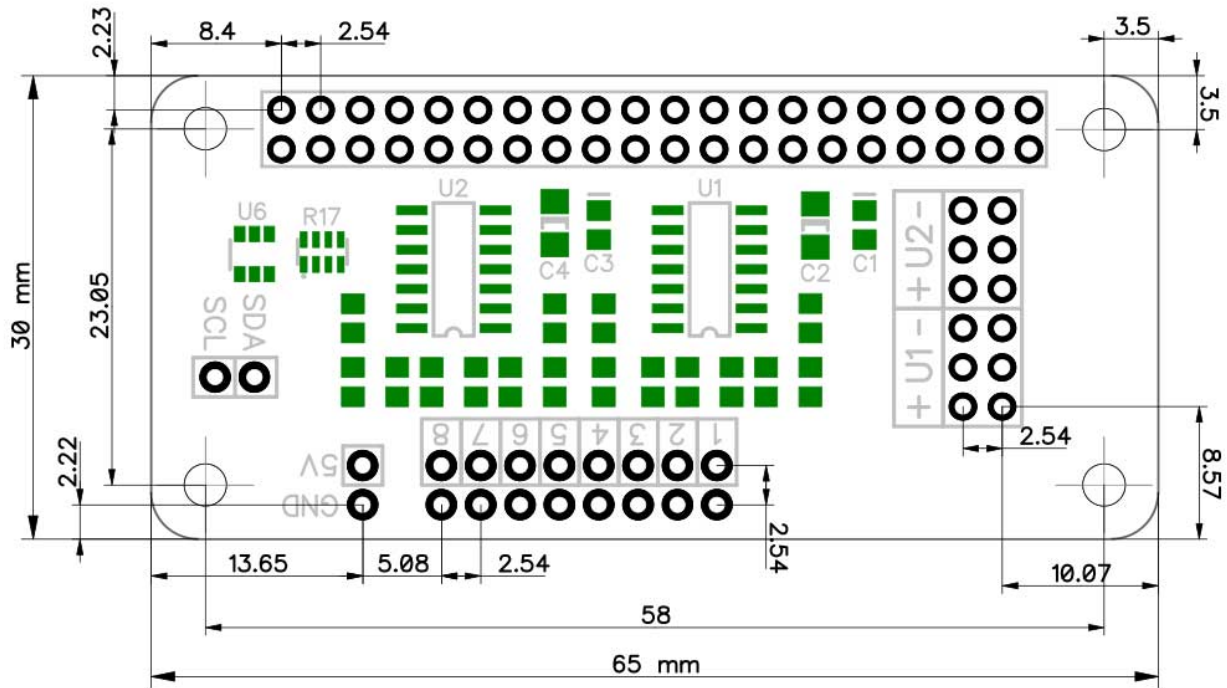 2.23
8.4
2.54
3.5
3.5
U2
U1
U6
R17
C4
C3
C2
C1
+ U2 -
+ U1 -
SCL
SDA
30 mm
23.05
2.22
5V
GND
8 7 6 5 4 3 2 1
2.54
8.57
2.54
13.65
5.08
2.54
10.07
58
65 mm